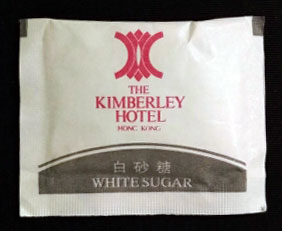 THE
KIMBERLEY
HOTEL
HONG KONG
白砂糖
WHITE SUGAR